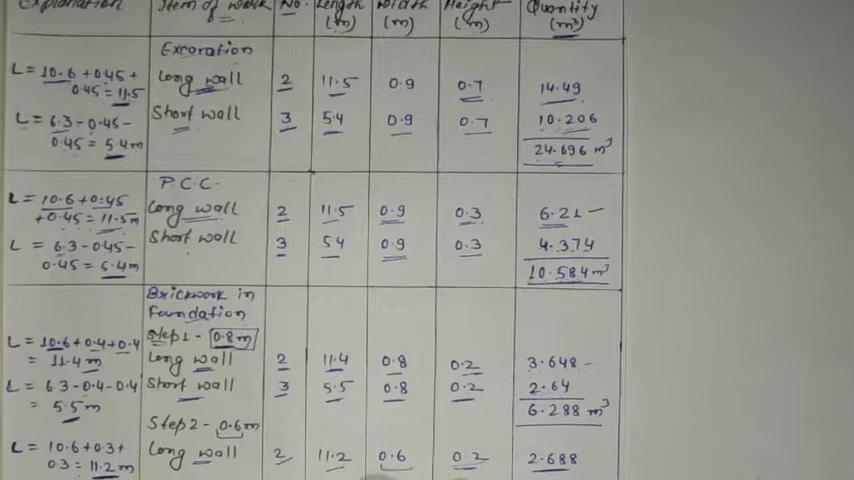 Explanation Item of work No. Length (m) Width (m) Height (m) Quantity (m³)
Excavation
L = 10.6 + 0.45 + Long wall 2 11.5 0.9 0.7 14.49
0.45 = 11.5
L = 6.3 - 0.45 - Short wall 3 5.4 0.9 0.7 10.206
0.45 = 5.4m 24.696 m³
P.C.C.
L = 10.6 + 0.45 Long wall 2 11.5 0.9 0.3 6.21
+ 0.45 = 11.5m
L = 6.3 - 0.45 - Short wall 3 5.4 0.9 0.3 4.374
0.45 = 5.4m 10.584 m³
Brickwork in
Foundation
Step1 - 0.8m
L = 10.6 + 0.4 + 0.4 Long wall 2 11.4 0.8 0.2 3.648
= 11.4 m
L = 6.3 - 0.4 - 0.4 Short wall 3 5.5 0.8 0.2 2.64
= 5.5m 6.288 m³
Step2 - 0.6m
L = 10.6 + 0.3 + Long wall 2 11.2 0.6 0.2 2.688
0.3 = 11.2m